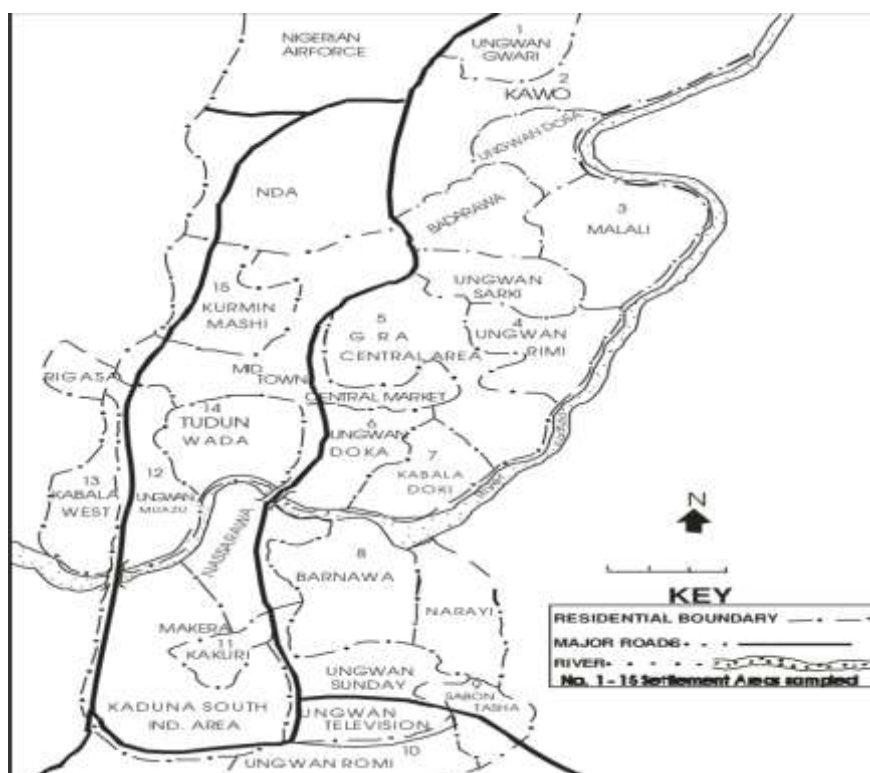 NIGERIAN
AIRFORCE
1
UNGWAN
GWARI
2
KAWO
UNGWAN DOSA
NDA
BADARAWA
3
MALALI
UNGWAN
SARKI
15
KURMIN
MASHI
5
G R A
CENTRAL AREA
4
UNGWAN
RIMI
MID
TOWN
RIGASA
CENTRAL MARKET
14
TUDUN
WADA
6
UNGWAN
DOKA
7
KABALA
DOKI
13
KABALA
WEST
12
UNGWAN
MUAZU
RIVER
KADUNA
NASSARAWA
8
BARNAWA
NARAYI
MAKERA
11
KAKURI
UNGWAN
SUNDAY
9
SABON
TASHA
KADUNA SOUTH
IND. AREA
UNGWAN
TELEVISION
10
UNGWAN ROMI
N
KEY
RESIDENTIAL BOUNDARY
MAJOR ROADS
RIVER
No. 1 - 15 Settlement Areas sampled